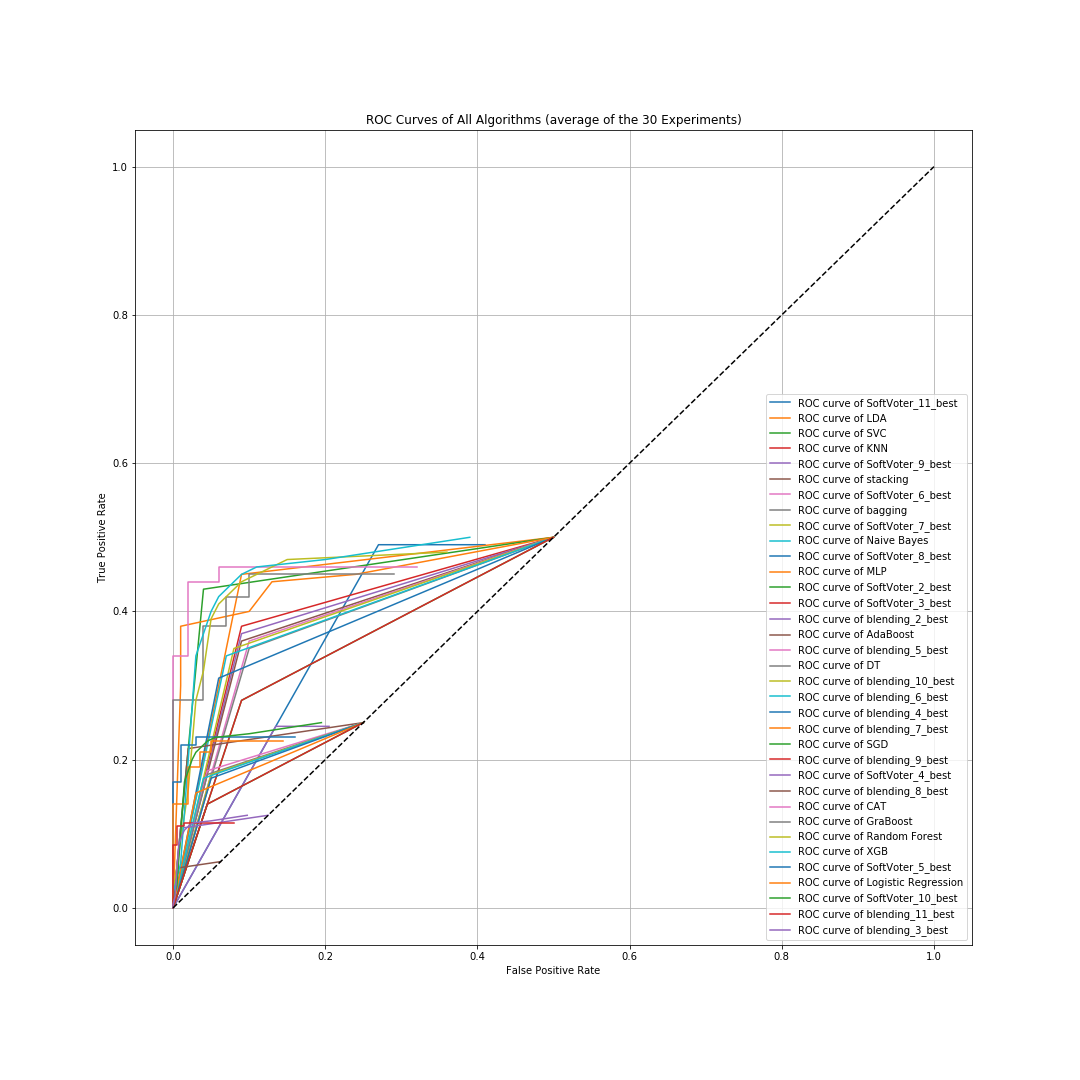 ROC Curves of All Algorithms (average of the 30 Experiments)
1.0
0.8
0.6
0.4
0.2
0.0
True Positive Rate
ROC curve of SoftVoter_11_best
ROC curve of LDA
ROC curve of SVC
ROC curve of KNN
ROC curve of SoftVoter_9_best
ROC curve of stacking
ROC curve of SoftVoter_6_best
ROC curve of bagging
ROC curve of SoftVoter_7_best
ROC curve of Naive Bayes
ROC curve of SoftVoter_8_best
ROC curve of MLP
ROC curve of SoftVoter_2_best
ROC curve of SoftVoter_3_best
ROC curve of blending_2_best
ROC curve of AdaBoost
ROC curve of blending_5_best
ROC curve of DT
ROC curve of blending_10_best
ROC curve of blending_6_best
ROC curve of blending_4_best
ROC curve of blending_7_best
ROC curve of SGD
ROC curve of blending_9_best
ROC curve of SoftVoter_4_best
ROC curve of blending_8_best
ROC curve of CAT
ROC curve of GraBoost
ROC curve of Random Forest
ROC curve of XGB
ROC curve of SoftVoter_5_best
ROC curve of Logistic Regression
ROC curve of SoftVoter_10_best
ROC curve of blending_11_best
ROC curve of blending_3_best
0.0 0.2 0.4 0.6 0.8 1.0
False Positive Rate